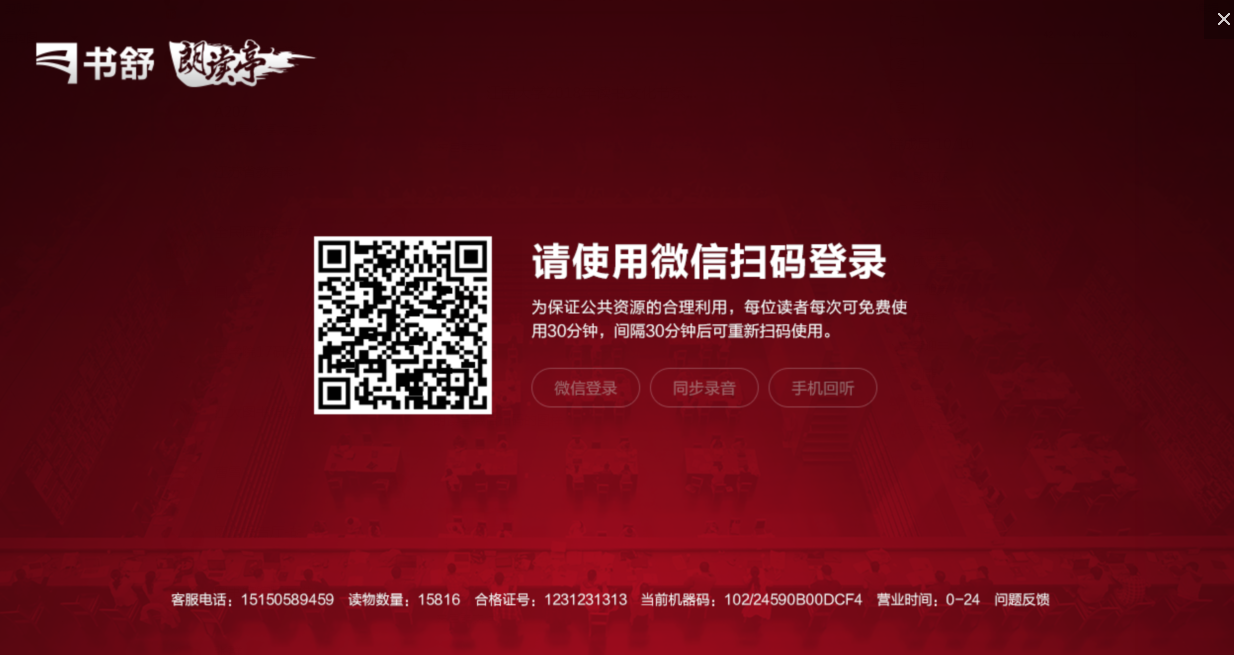 书舒 朗读亭
请使用微信扫码登录
为保证公共资源的合理利用，每位读者每次可免费使
用30分钟，间隔30分钟后可重新扫码使用。
微信登录 同步录音 手机回听
客服电话：15150589459 读物数量：15816 合格证号：1231231313 当前机器码：102/24590B00DCF4 营业时间：0-24 问题反馈